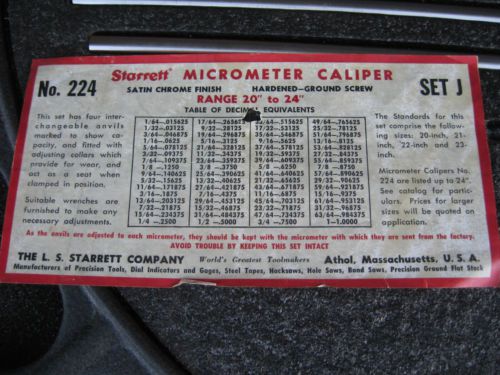 No. 224
Starrett MICROMETER CALIPER
SET J
SATIN CHROME FINISH HARDENED-GROUND SCREW
RANGE 20" to 24"
TABLE OF DECIMAL EQUIVALENTS
This set has four inter-
changeable anvils
marked to show ca-
pacity, and fitted with
adjusting collars which
provide for wear, and
act as a seat when
clamped in position.
Suitable wrenches are
furnished to make any
necessary adjustments.
1/64-.015625 17/64-.265625 33/64-.515625 49/64-.765625
1/32-.03125 9/32-.28125 17/32-.53125 25/32-.78125
3/64-.046875 19/64-.296875 35/64-.546875 51/64-.796875
1/16-.0625 5/16-.3125 9/16-.5625 13/16-.8125
5/64-.078125 21/64-.328125 37/64-.578125 53/64-.828125
3/32-.09375 11/32-.34375 19/32-.59375 27/32-.84375
7/64-.109375 23/64-.359375 39/64-.609375 55/64-.859375
1/8-.1250 3/8-.3750 5/8-.6250 7/8-.8750
9/64-.140625 25/64-.390625 41/64-.640625 57/64-.890625
5/32-.15625 13/32-.40625 21/32-.65625 29/32-.90625
11/64-.171875 27/64-.421875 43/64-.671875 59/64-.921875
3/16-.1875 7/16-.4375 11/16-.6875 15/16-.9375
13/64-.203125 29/64-.453125 45/64-.703125 61/64-.953125
7/32-.21875 15/32-.46875 23/32-.71875 31/32-.96875
15/64-.234375 31/64-.484375 47/64-.734375 63/64-.984375
1/4-.2500 1/2-.5000 3/4-.7500 1-1.0000
The Standards for this
set comprise the follow-
ing sizes: 20-inch, 21-
inch, 22-inch and 23-
inch.
Micrometer Calipers No.
224 are listed up to 24".
See catalog for partic-
ulars. Prices for larger
sizes will be quoted on
application.
As the anvils are adjusted to each micrometer, they should be kept with the micrometer with which they are sent from the factory.
AVOID TROUBLE BY KEEPING THIS SET INTACT
THE L. S. STARRETT COMPANY World's Greatest Toolmakers Athol, Massachusetts, U. S. A.
Manufacturers of Precision Tools, Dial Indicators and Gages, Steel Tapes, Hacksaws, Hole Saws, Band Saws, Precision Ground Flat Stock